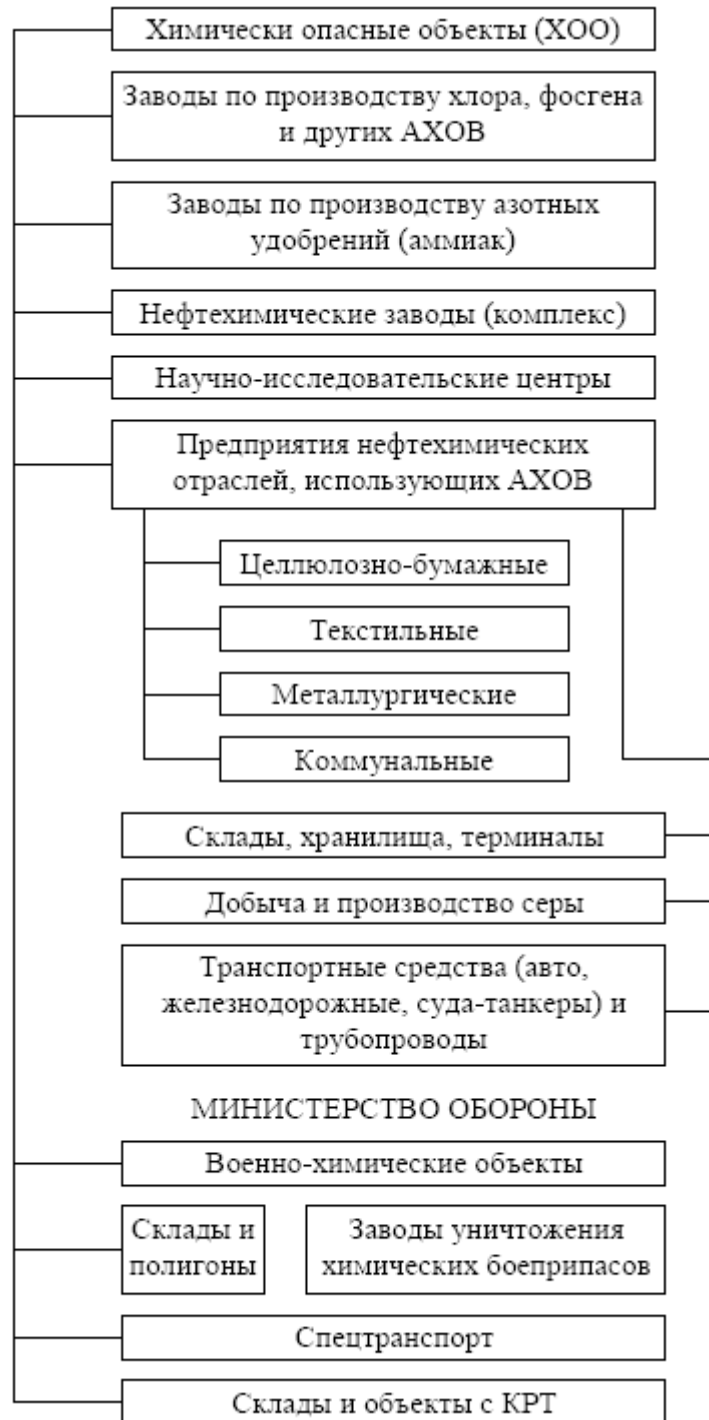 Химически опасные объекты (ХОО)
Заводы по производству хлора, фосгена
и других АХОВ
Заводы по производству азотных
удобрений (аммиак)
Нефтехимические заводы (комплекс)
Научно-исследовательские центры
Предприятия нефтехимических
отраслей, использующих АХОВ
Целлюлозно-бумажные
Текстильные
Металлургические
Коммунальные
Склады, хранилища, терминалы
Добыча и производство серы
Транспортные средства (авто,
железнодорожные, суда-танкеры) и
трубопроводы
МИНИСТЕРСТВО ОБОРОНЫ
Военно-химические объекты
Склады и
полигоны
Заводы уничтожения
химических боеприпасов
Спецтранспорт
Склады и объекты с КРТ